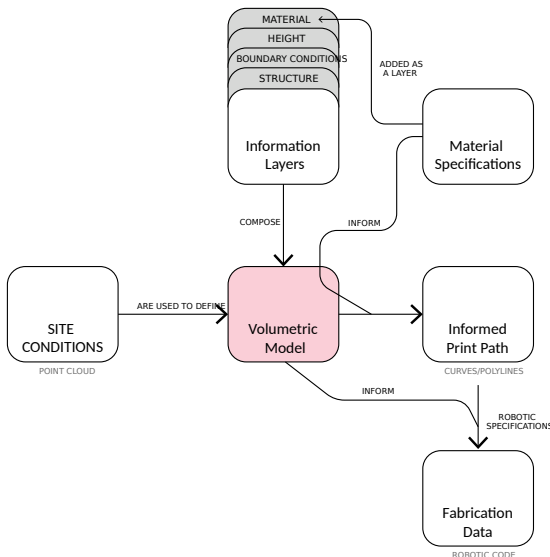 MATERIAL
HEIGHT
BOUNDARY CONDITIONS
STRUCTURE
Information
Layers
ADDED AS
A LAYER
Material
Specifications
COMPOSE
INFORM
SITE
CONDITIONS
POINT CLOUD
ARE USED TO DEFINE
Volumetric
Model
Informed
Print Path
CURVES/POLYLINES
INFORM
ROBOTIC
SPECIFICATIONS
Fabrication
Data
ROBOTIC CODE